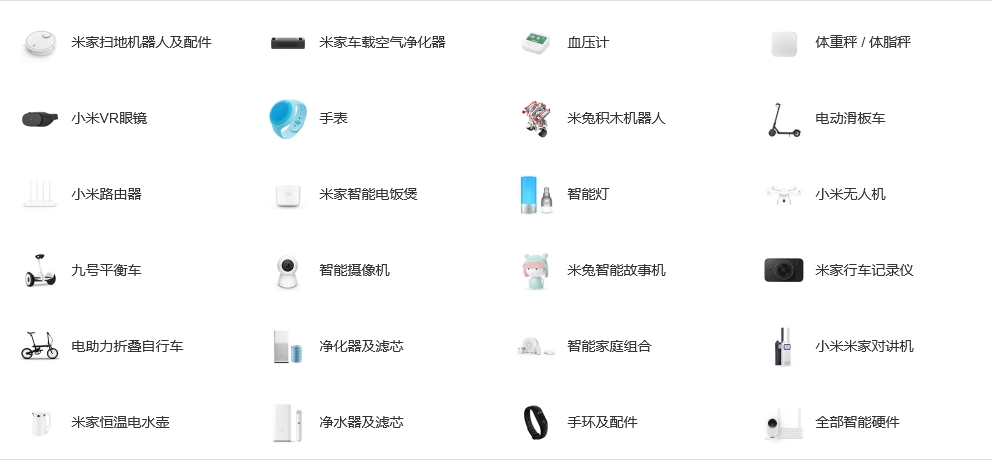 米家扫地机器人及配件
米家车载空气净化器
血压计
体重秤 / 体脂秤
小米VR眼镜
手表
米兔积木机器人
电动滑板车
小米路由器
米家智能电饭煲
智能灯
小米无人机
九号平衡车
智能摄像机
米兔智能故事机
米家行车记录仪
电助力折叠自行车
净化器及滤芯
智能家庭组合
小米米家对讲机
米家恒温电水壶
净水器及滤芯
手环及配件
全部智能硬件